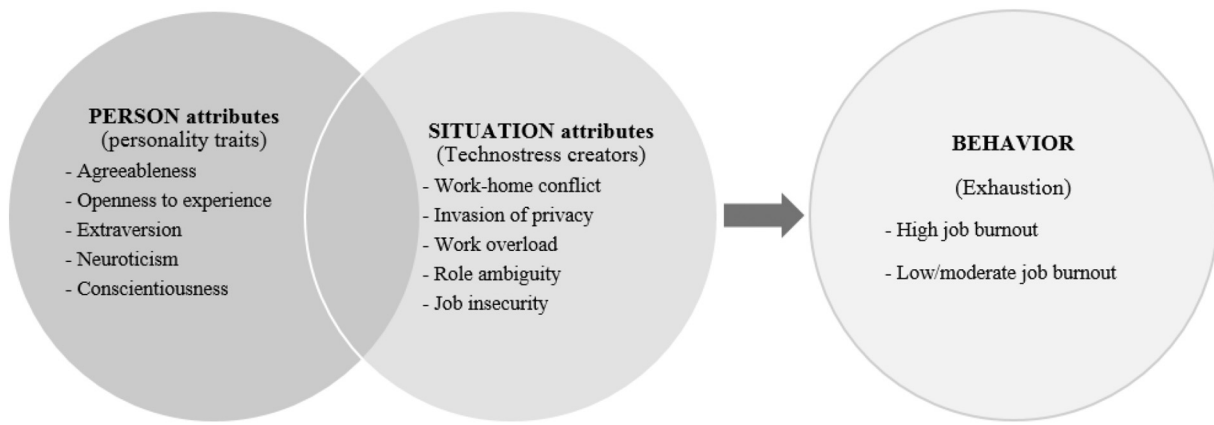 PERSON attributes
(personality traits)
- Agreeableness
- Openness to experience
- Extraversion
- Neuroticism
- Conscientiousness
SITUATION attributes
(Technostress creators)
- Work-home conflict
- Invasion of privacy
- Work overload
- Role ambiguity
- Job insecurity
BEHAVIOR
(Exhaustion)
- High job burnout
- Low/moderate job burnout